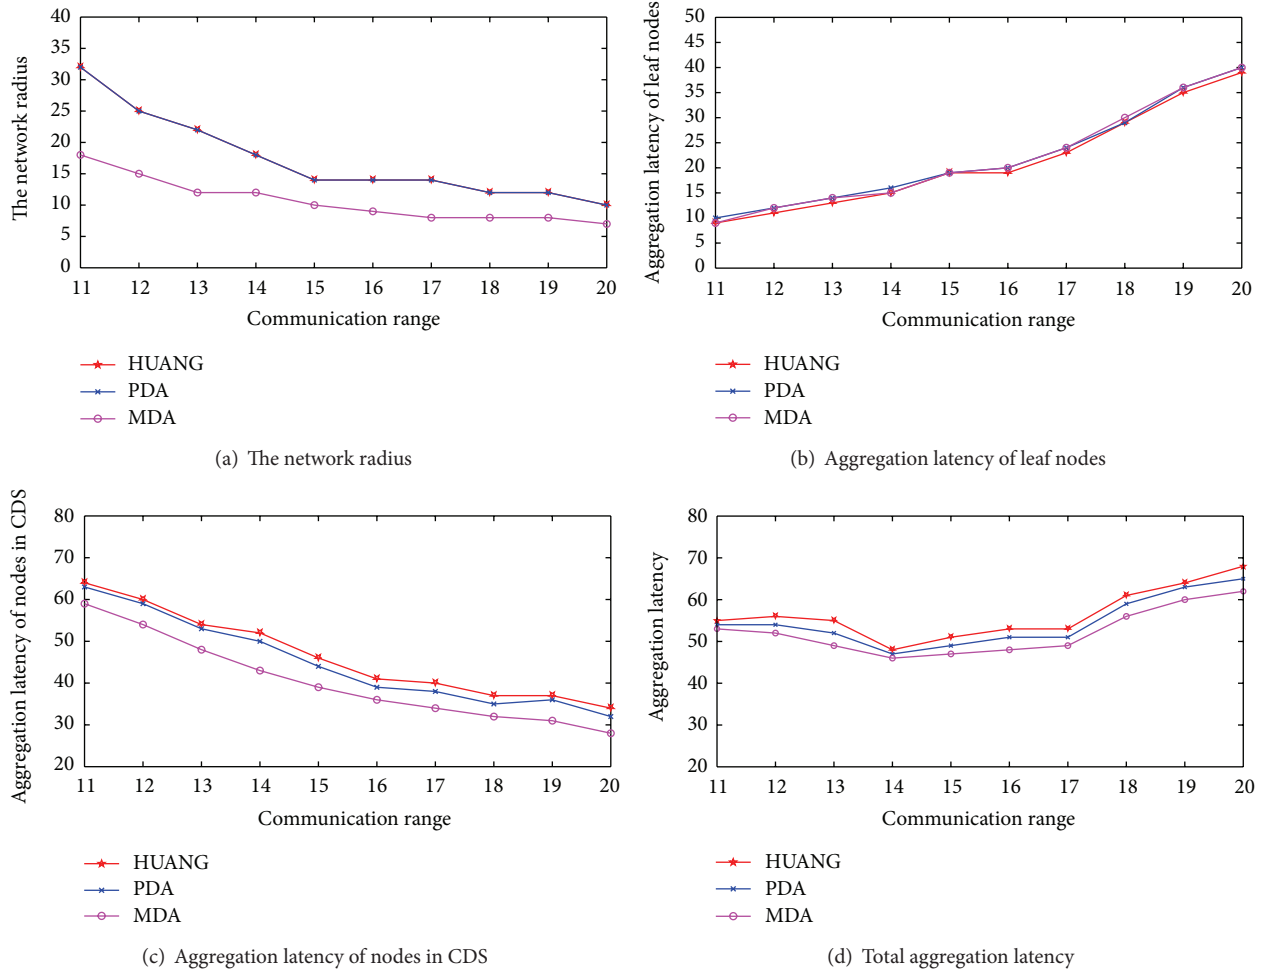 The network radius
40
35
30
25
20
15
10
5
0
11 12 13 14 15 16 17 18 19 20
Communication range
HUANG
PDA
MDA
(a) The network radius
Aggregation latency of leaf nodes
50
45
40
35
30
25
20
15
10
5
0
11 12 13 14 15 16 17 18 19 20
Communication range
HUANG
PDA
MDA
(b) Aggregation latency of leaf nodes
Aggregation latency of nodes in CDS
80
70
60
50
40
30
20
11 12 13 14 15 16 17 18 19 20
Communication range
HUANG
PDA
MDA
(c) Aggregation latency of nodes in CDS
Aggregation latency
80
70
60
50
40
30
20
11 12 13 14 15 16 17 18 19 20
Communication range
HUANG
PDA
MDA
(d) Total aggregation latency